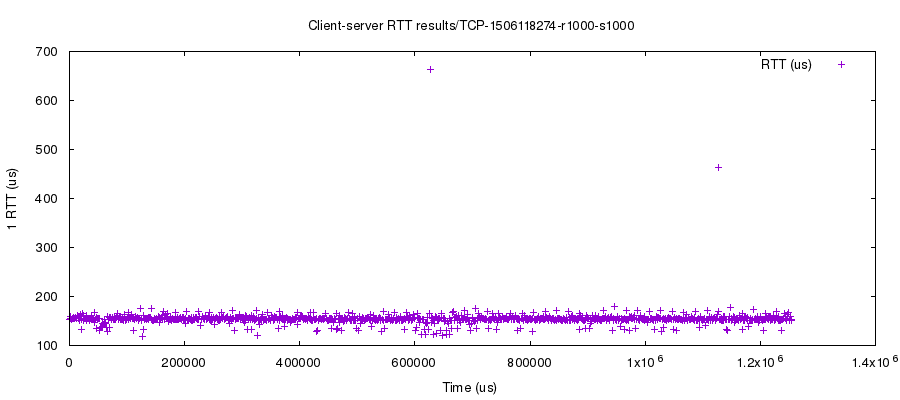 Client-server RTT results/TCP-1506118274-r1000-s1000
700
600
500
400
300
200
100
1 RTT (us)
RTT (us)
0 200000 400000 600000 800000 1x10^6 1.2x10^6 1.4x10^6
Time (us)